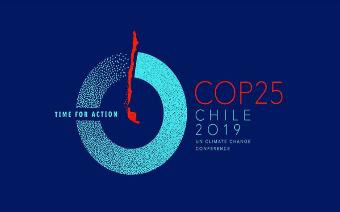 TIME FOR ACTION
COP25
CHILE
2019
UN CLIMATE CHANGE
CONFERENCE